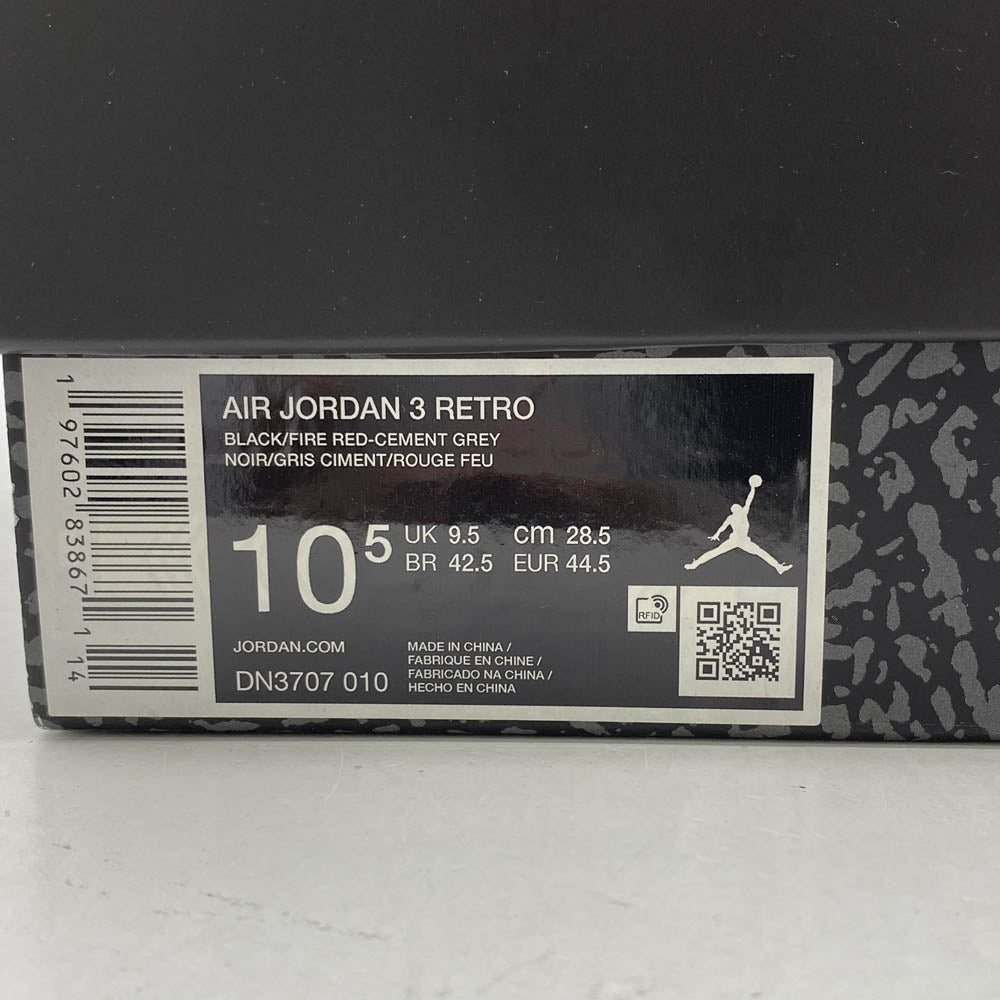 AIR JORDAN 3 RETRO
BLACK/FIRE RED-CEMENT GREY
NOIR/GRIS CIMENT/ROUGE FEU
10 5
UK 9.5 cm 28.5
BR 42.5 EUR 44.5
RFID
JORDAN.COM
DN3707 010
MADE IN CHINA /
FABRIQUE EN CHINE /
FABRICADO NA CHINA /
HECHO EN CHINA
1 97602 83867 1 14